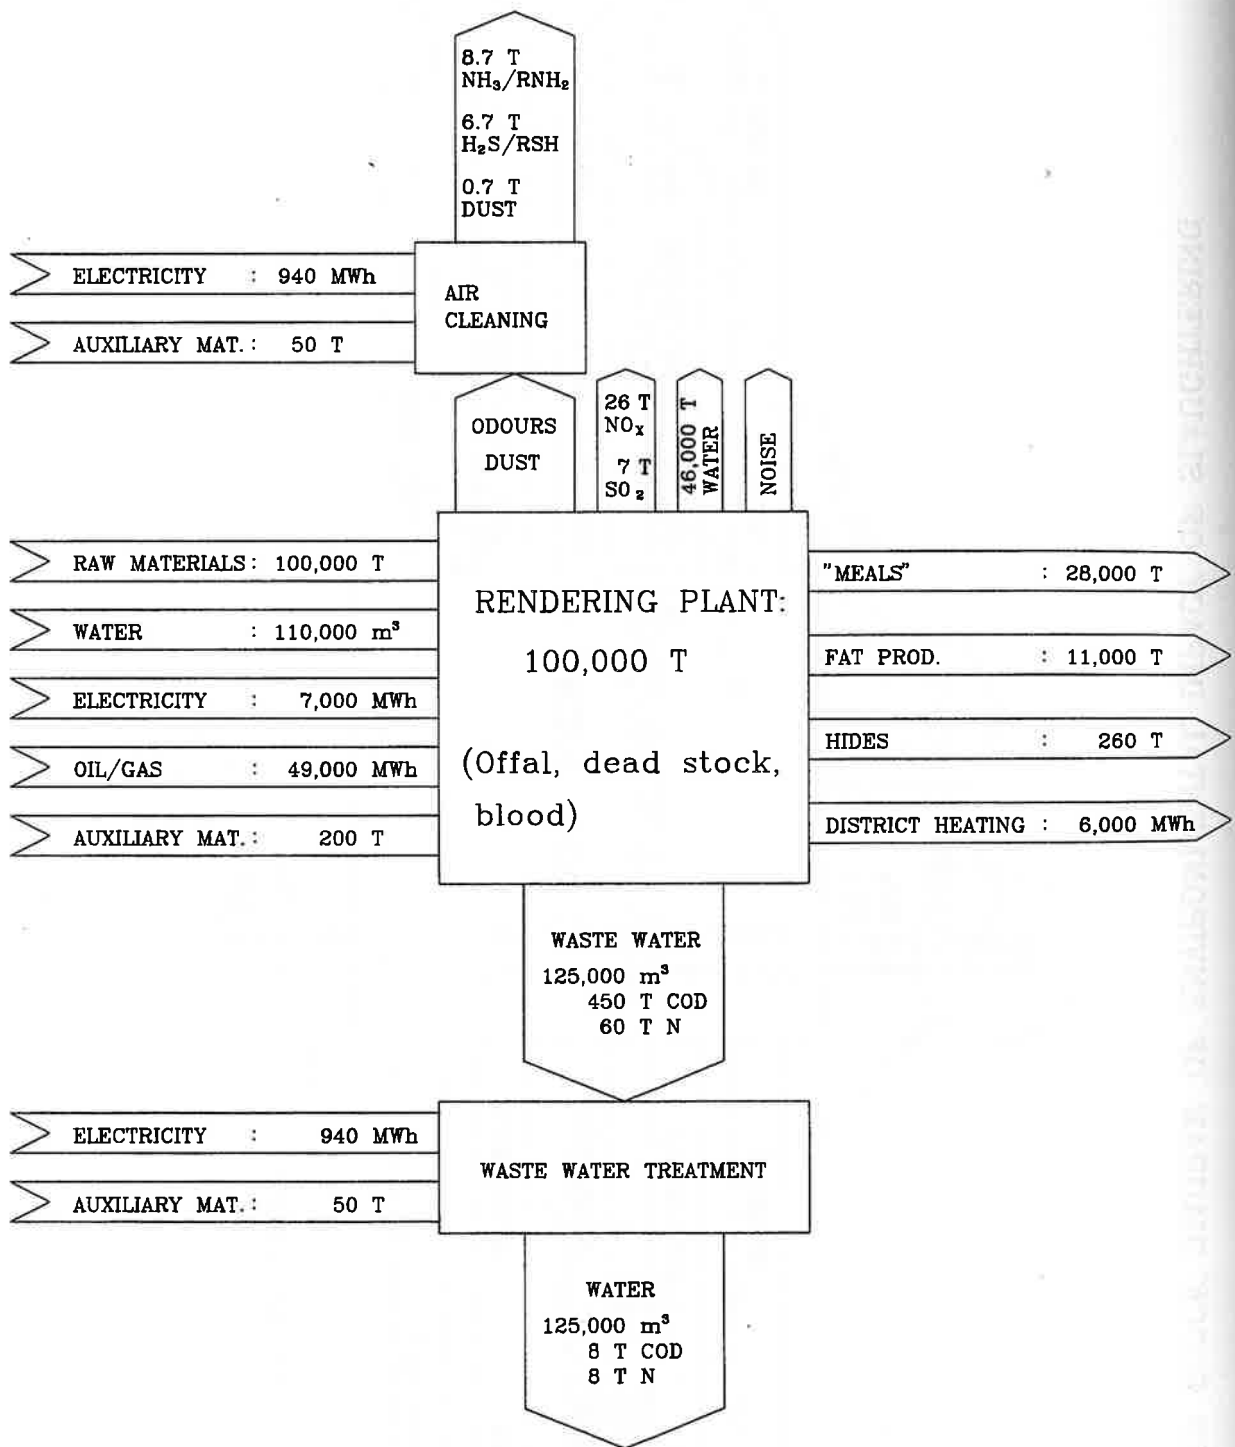 8.7 T
NH₃/RNH₂
6.7 T
H₂S/RSH
0.7 T
DUST
ELECTRICITY : 940 MWh
AUXILIARY MAT.: 50 T
AIR
CLEANING
ODOURS
DUST
26 T
NOₓ
7 T
SO₂
46,000 T
WATER
NOISE
RAW MATERIALS: 100,000 T
WATER : 110,000 m³
ELECTRICITY : 7,000 MWh
OIL/GAS : 49,000 MWh
AUXILIARY MAT.: 200 T
RENDERING PLANT:
100,000 T
(Offal, dead stock,
blood)
"MEALS" : 28,000 T
FAT PROD. : 11,000 T
HIDES : 260 T
DISTRICT HEATING : 6,000 MWh
WASTE WATER
125,000 m³
450 T COD
60 T N
ELECTRICITY : 940 MWh
AUXILIARY MAT.: 50 T
WASTE WATER TREATMENT
WATER
125,000 m³
8 T COD
8 T N